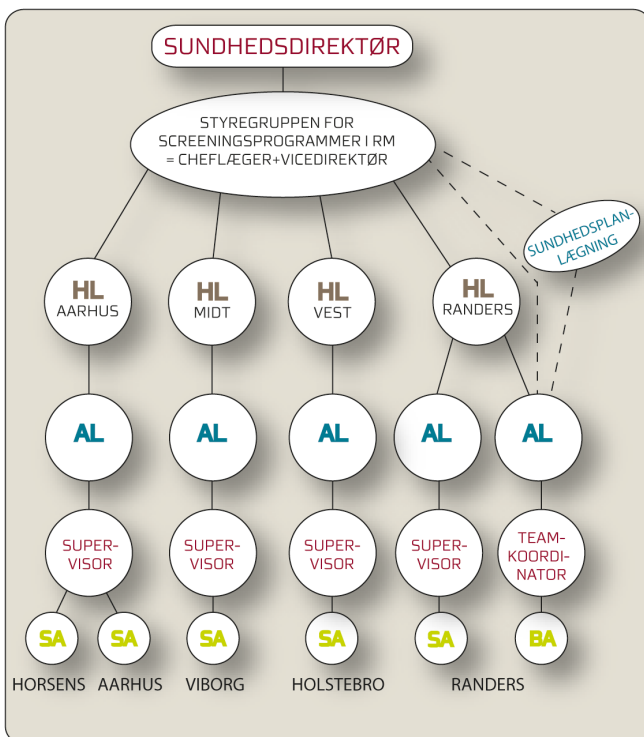 SUNDHEDSDIREKTØR
STYREGRUPPEN FOR
SCREENINGSPROGRAMMER I RM
= CHEFLÆGER+VICEDIREKTØR
SUNDHEDSPLAN-
LÆGNING
HL
AARHUS
HL
MIDT
HL
VEST
HL
RANDERS
AL
AL
AL
AL
AL
SUPER-
VISOR
SUPER-
VISOR
SUPER-
VISOR
SUPER-
VISOR
TEAM-
KOORDI-
NATOR
SA
SA
SA
SA
SA
BA
HORSENS
AARHUS
VIBORG
HOLSTEBRO
RANDERS